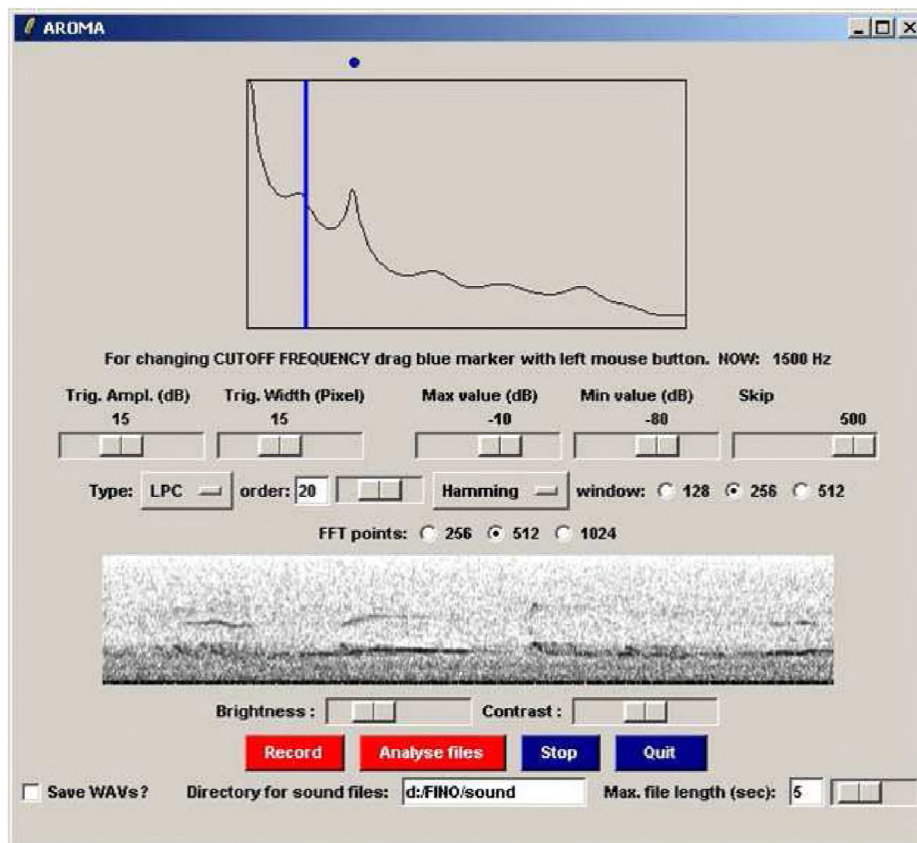 AROMA
For changing CUTOFF FREQUENCY drag blue marker with left mouse button. NOW: 1500 Hz
Trig. Ampl. (dB) Trig. Width (Pixel) Max value (dB) Min value (dB) Skip
15 15 -10 -80 500
Type: LPC order: 20 Hamming window: 128 256 512
FFT points: 256 512 1024
Brightness : Contrast :
Record Analyse files Stop Quit
Save WAVs? Directory for sound files: d:/FINO/sound Max. file length (sec): 5